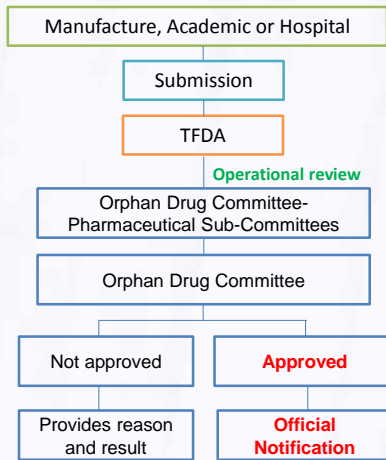 Manufacture, Academic or Hospital
Submission
TFDA
Operational review
Orphan Drug Committee-
Pharmaceutical Sub-Committees
Orphan Drug Committee
Not approved
Approved
Provides reason
and result
Official
Notification